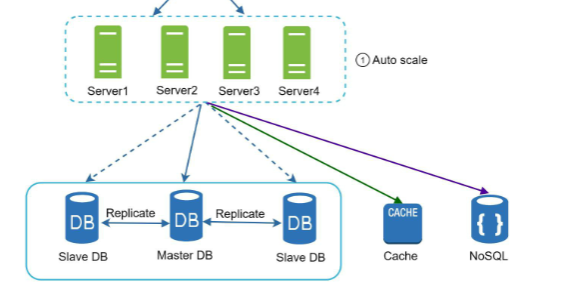 Server1
Server2
Server3
Server4
① Auto scale
DB
Replicate
DB
Replicate
DB
Slave DB
Master DB
Slave DB
CACHE
Cache
{ }
NoSQL